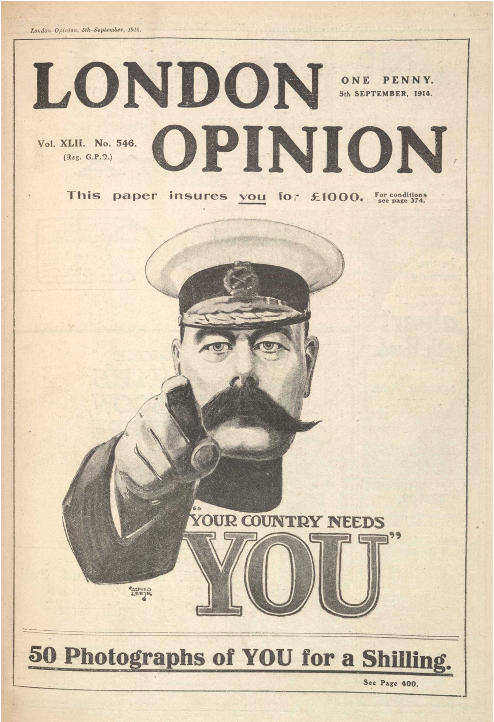 London Opinion, 5th September, 1914.
LONDON
ONE PENNY.
5th SEPTEMBER, 1914.
Vol. XLII. No. 546.
(Reg. G.P.O.)
OPINION
This paper insures you for £1000.
For conditions
see page 374.
"YOUR COUNTRY NEEDS
YOU"
ALFRED
LEETE
50 Photographs of YOU for a Shilling.
See Page 400.